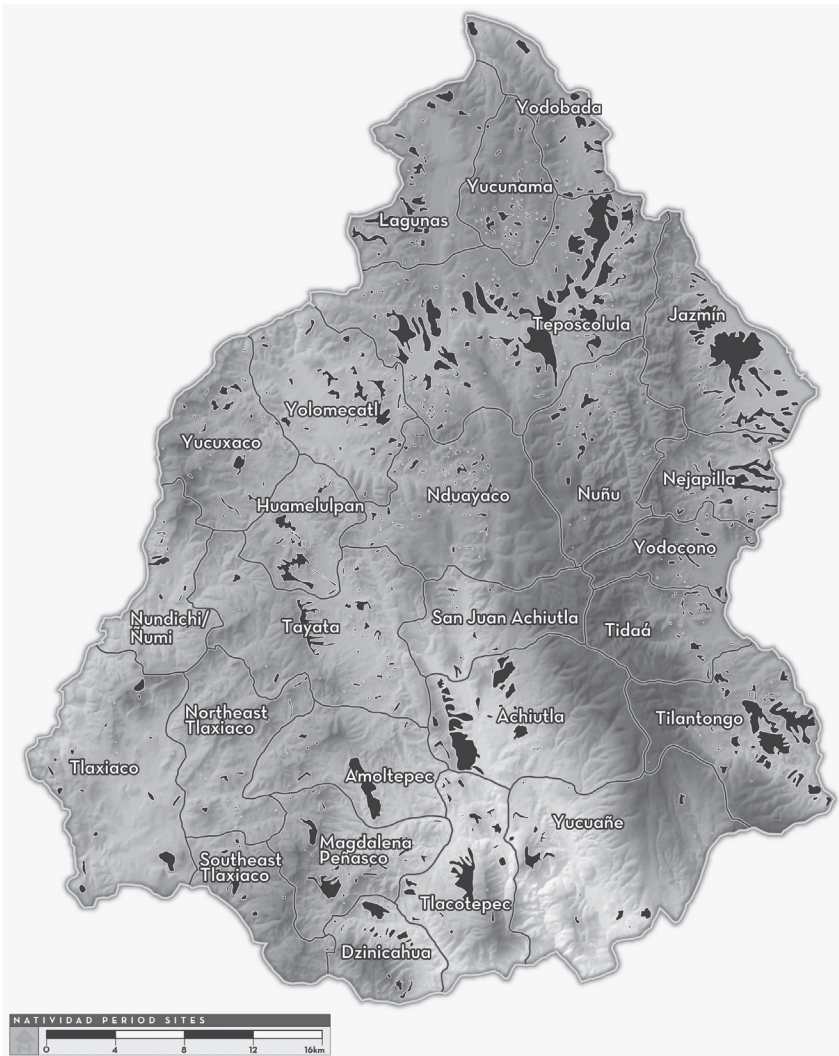 Yodobada
Yucunama
Lagunas
Teposcolula
Jazmín
Yolomecatl
Yucuxaco
Nduayaco
Nuñu
Nejapilla
Huamelulpan
Yodocono
Nundichi/
Ñumi
Tayata
San Juan Achiutla
Tidaá
Northeast
Tlaxiaco
Achiutla
Tilantongo
Tlaxiaco
Amoltepec
Yucuañe
Magdalena
Peñasco
Southeast
Tlaxiaco
Tlacotepec
Dzinicahua
NATIVIDAD PERIOD SITES
0 4 8 12 16km